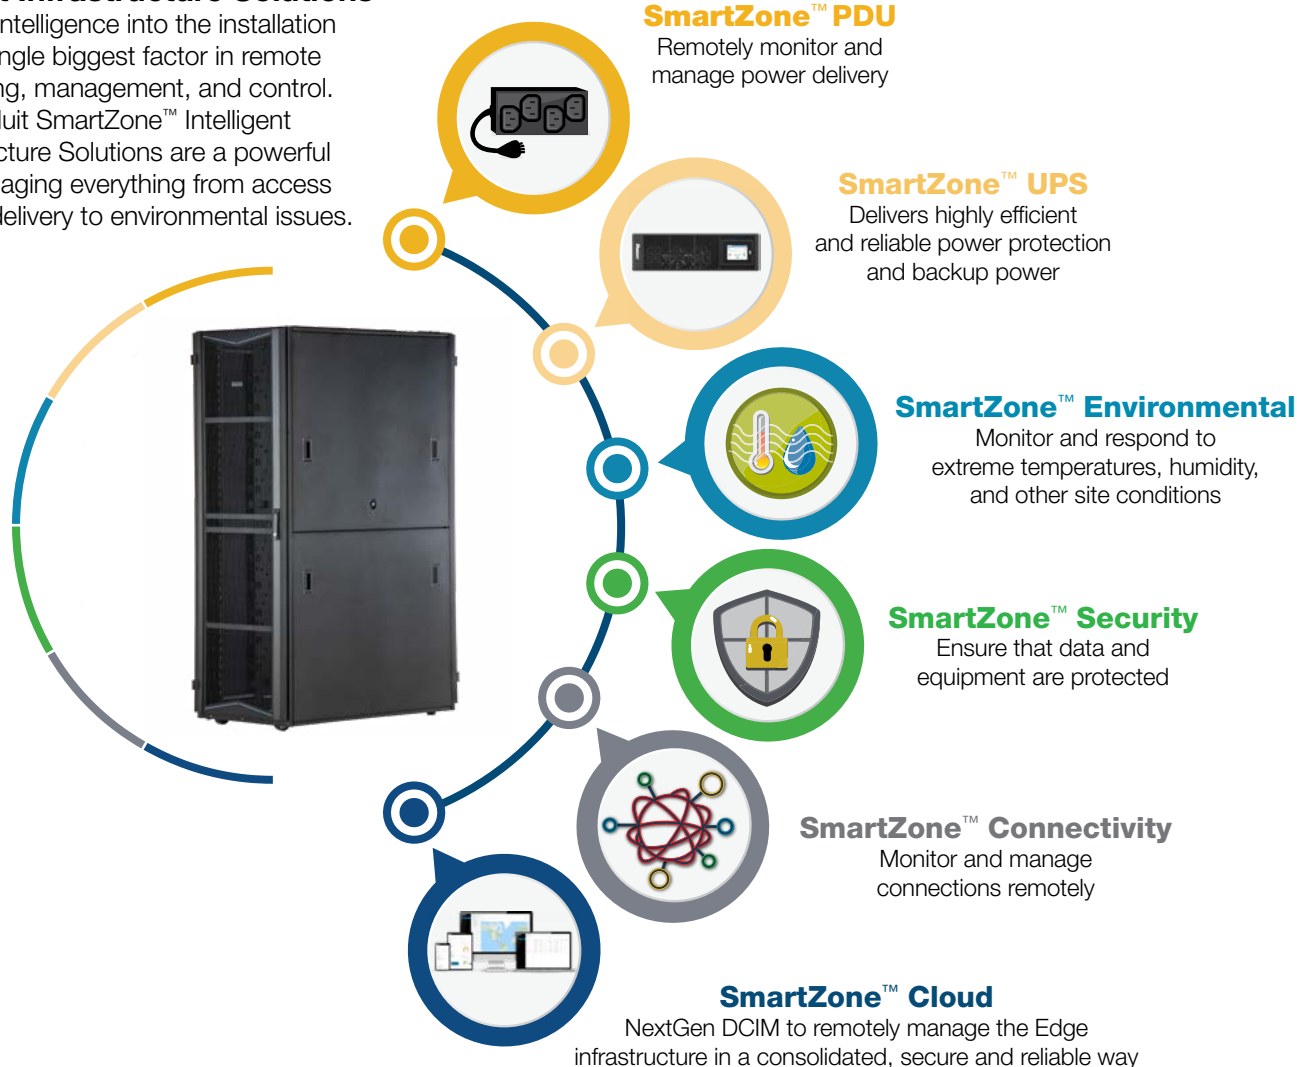 Infrastructure Solutions
ntelligence into the installation
ngle biggest factor in remote
ng, management, and control.
uit SmartZone™ Intelligent
cture Solutions are a powerful
aging everything from access
delivery to environmental issues.
SmartZone™ PDU
Remotely monitor and
manage power delivery
SmartZone™ UPS
Delivers highly efficient
and reliable power protection
and backup power
SmartZone™ Environmental
Monitor and respond to
extreme temperatures, humidity,
and other site conditions
SmartZone™ Security
Ensure that data and
equipment are protected
SmartZone™ Connectivity
Monitor and manage
connections remotely
SmartZone™ Cloud
NextGen DCIM to remotely manage the Edge
infrastructure in a consolidated, secure and reliable way